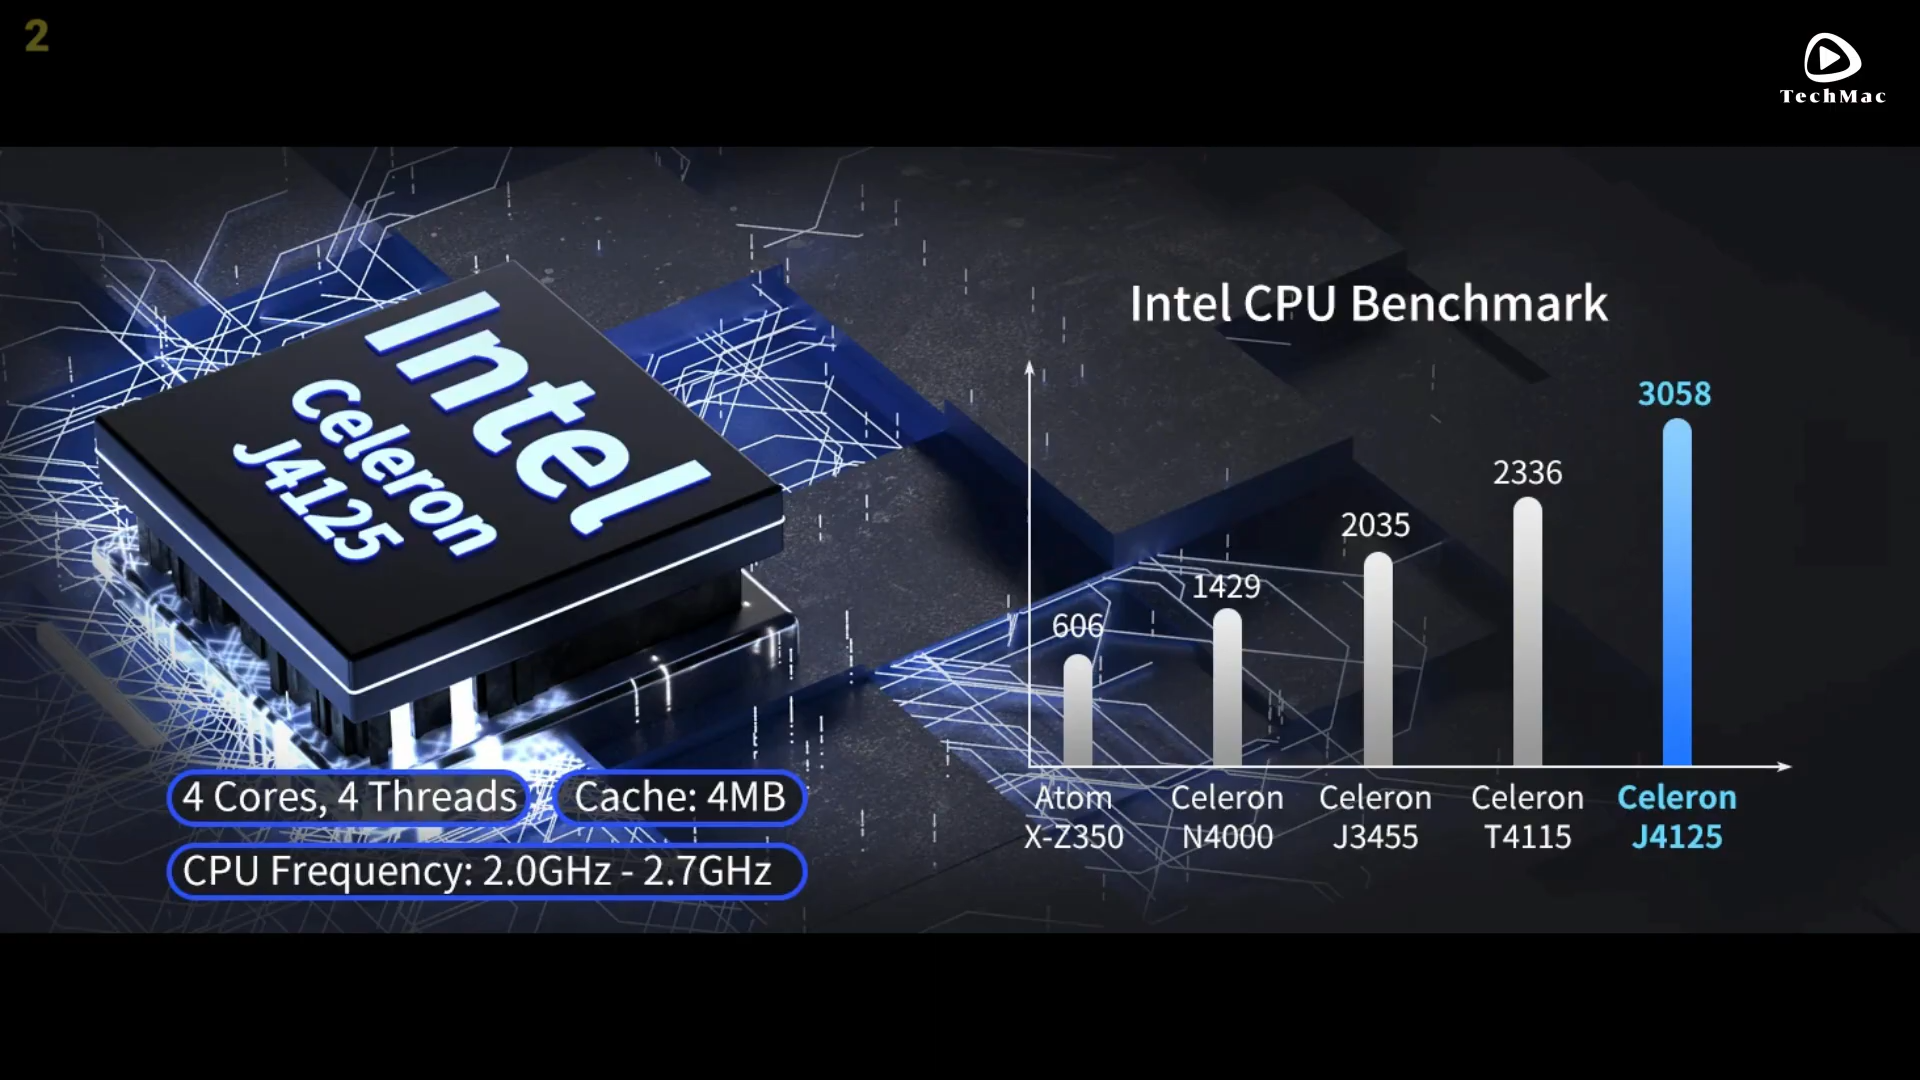 2
TechMac
Intel
Celeron
J4125
4 Cores, 4 Threads
Cache: 4MB
CPU Frequency: 2.0GHz - 2.7GHz
Intel CPU Benchmark
606
1429
2035
2336
3058
Atom
X-Z350
Celeron
N4000
Celeron
J3455
Celeron
T4115
Celeron
J4125